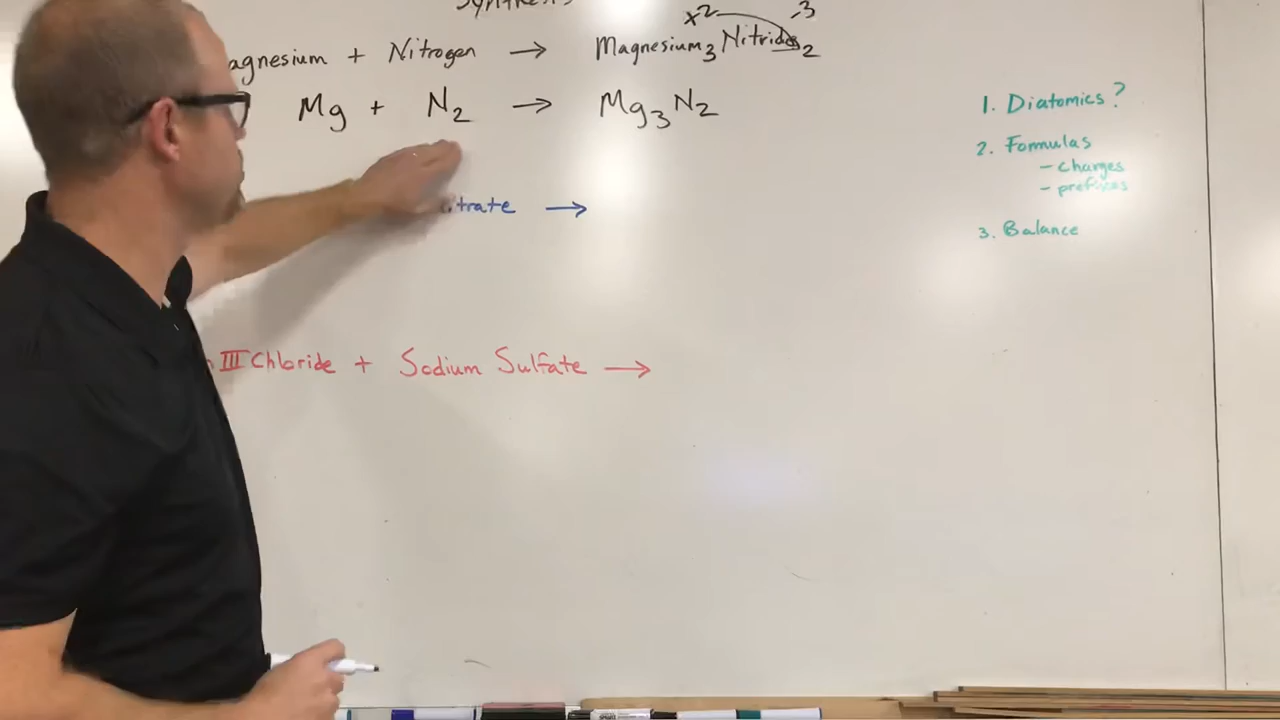 Synthesis
x2 -3
agnesium + Nitrogen → Magnesium3 Nitride2
Mg + N2 → Mg3N2
trate →
III Chloride + Sodium Sulfate →
1. Diatomics?
2. Formulas
- charges
- prefixes
3. Balance